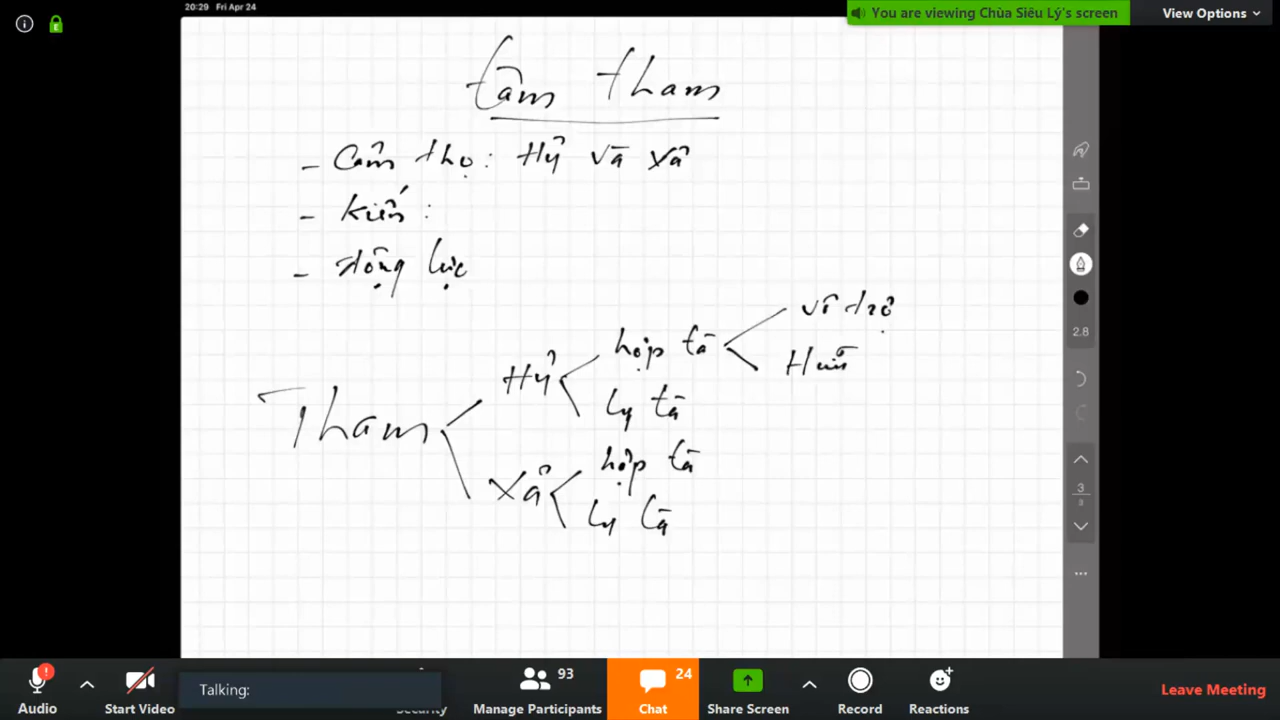 20:29 Fri Apr 24
You are viewing Chùa Siêu Lý's screen
View Options
tâm tham
- Cảm thọ: Hỷ và Xả
- kiến:
- động lực
2.8
vô trợ
hợp tà
Hỷ
ly tà
Tham
hợp tà
Xả
ly tà
3
3
Talking:
93
24
Audio
Start Video
Security
Manage Participants
Chat
Share Screen
Record
Reactions
Leave Meeting